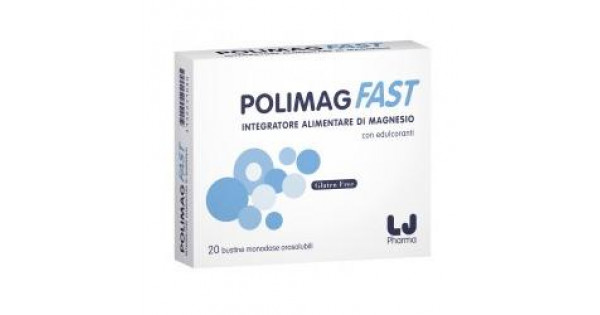 POLIMAG FAST
INTEGRATORE ALIMENTARE DI MAGNESIO
con edulcoranti
Gluten Free
20 bustine monodose orosolubili
LJ
Pharma
POLIMAG FAST